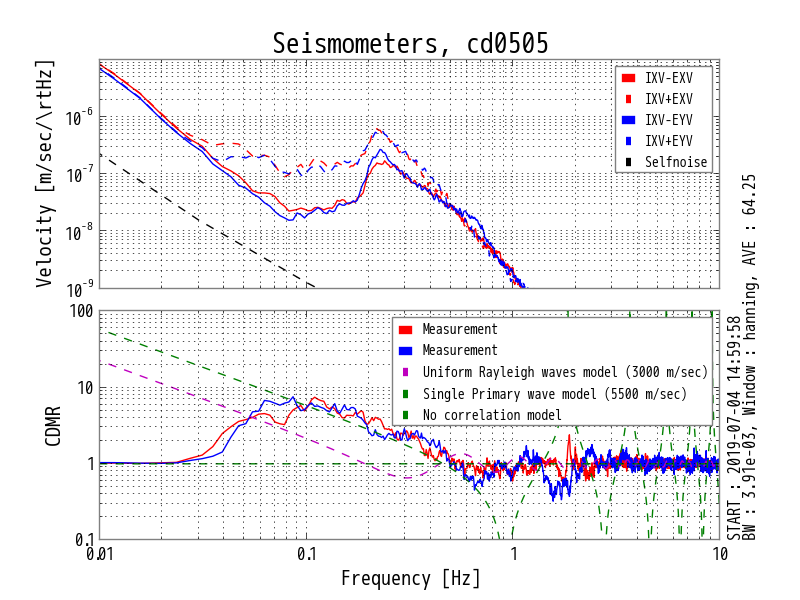 Seismometers, cd0505
Velocity [m/sec/\rtHz]
10^-6
10^-7
10^-8
10^-9
IXV-EXV
IXV+EXV
IXV-EYV
IXV+EYV
Selfnoise
CDMR
100
10
1
0.1
Measurement
Measurement
Uniform Rayleigh waves model (3000 m/sec)
Single Primary wave model (5500 m/sec)
No correlation model
0.01
0.1
1
10
Frequency [Hz]
START : 2019-07-04 14:59:58
BW : 3.91e-03, Window : hanning, AVE : 64.25